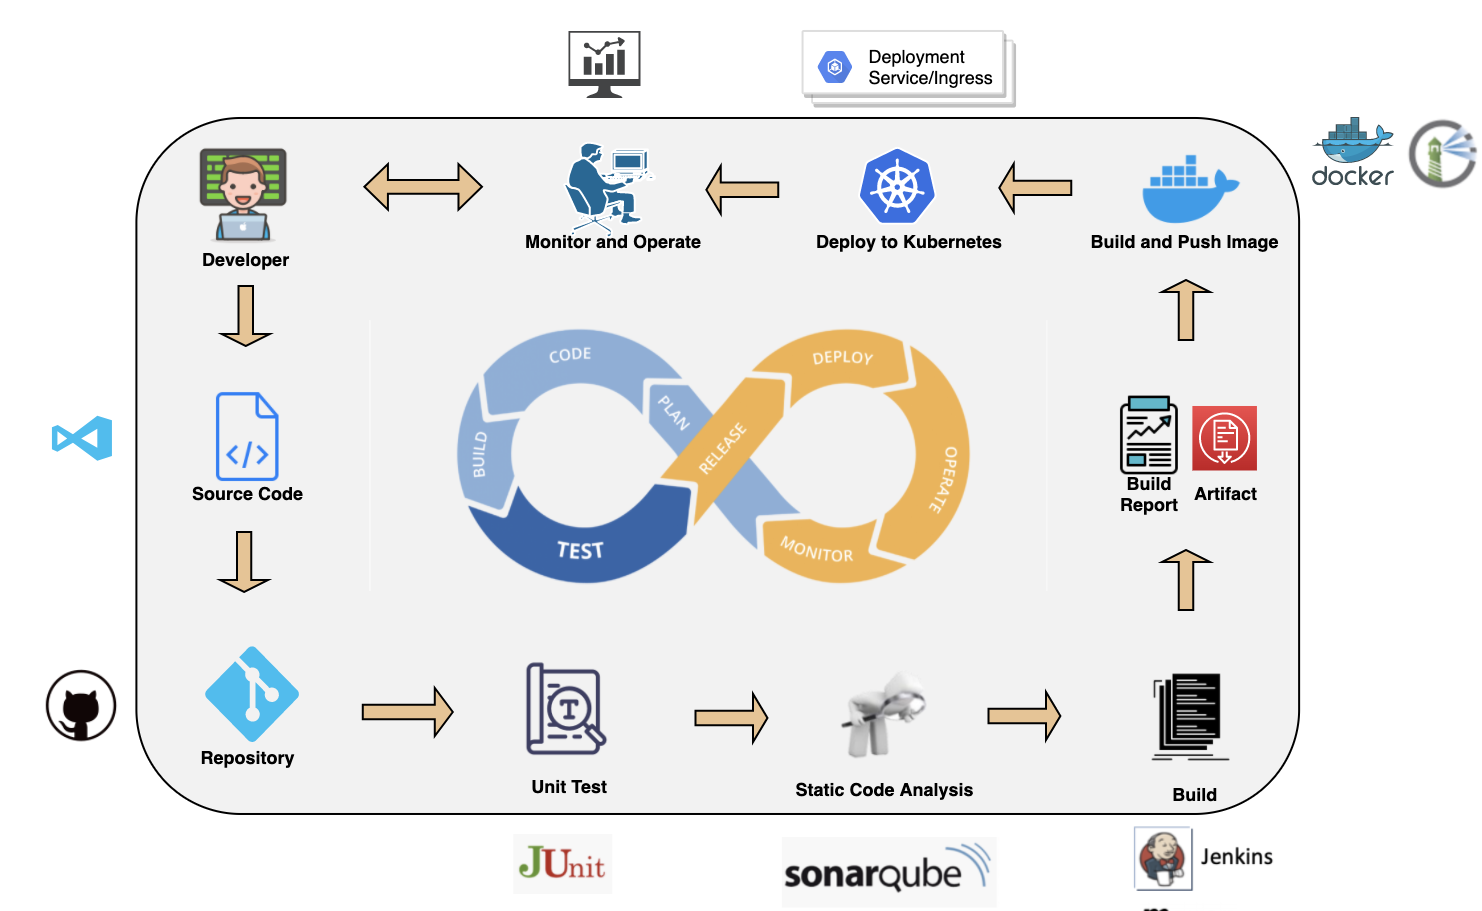 Deployment
Service/Ingress
docker
Developer
Monitor and Operate
Deploy to Kubernetes
Build and Push Image
CODE
PLAN
BUILD
TEST
RELEASE
DEPLOY
OPERATE
MONITOR
</>
Source Code
Build
Report
Artifact
Repository
T
Unit Test
Static Code Analysis
Build
JUnit
sonarqube
Jenkins